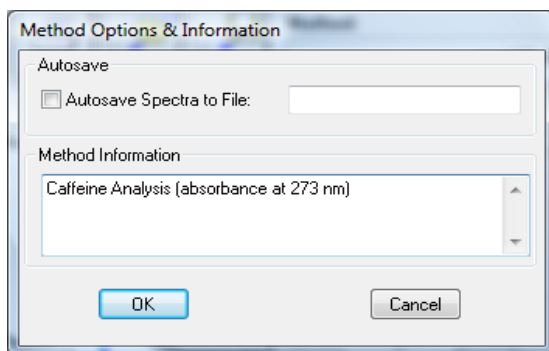 Method Options & Information
Autosave
Autosave Spectra to File:
Method Information
Caffeine Analysis (absorbance at 273 nm)
OK Cancel